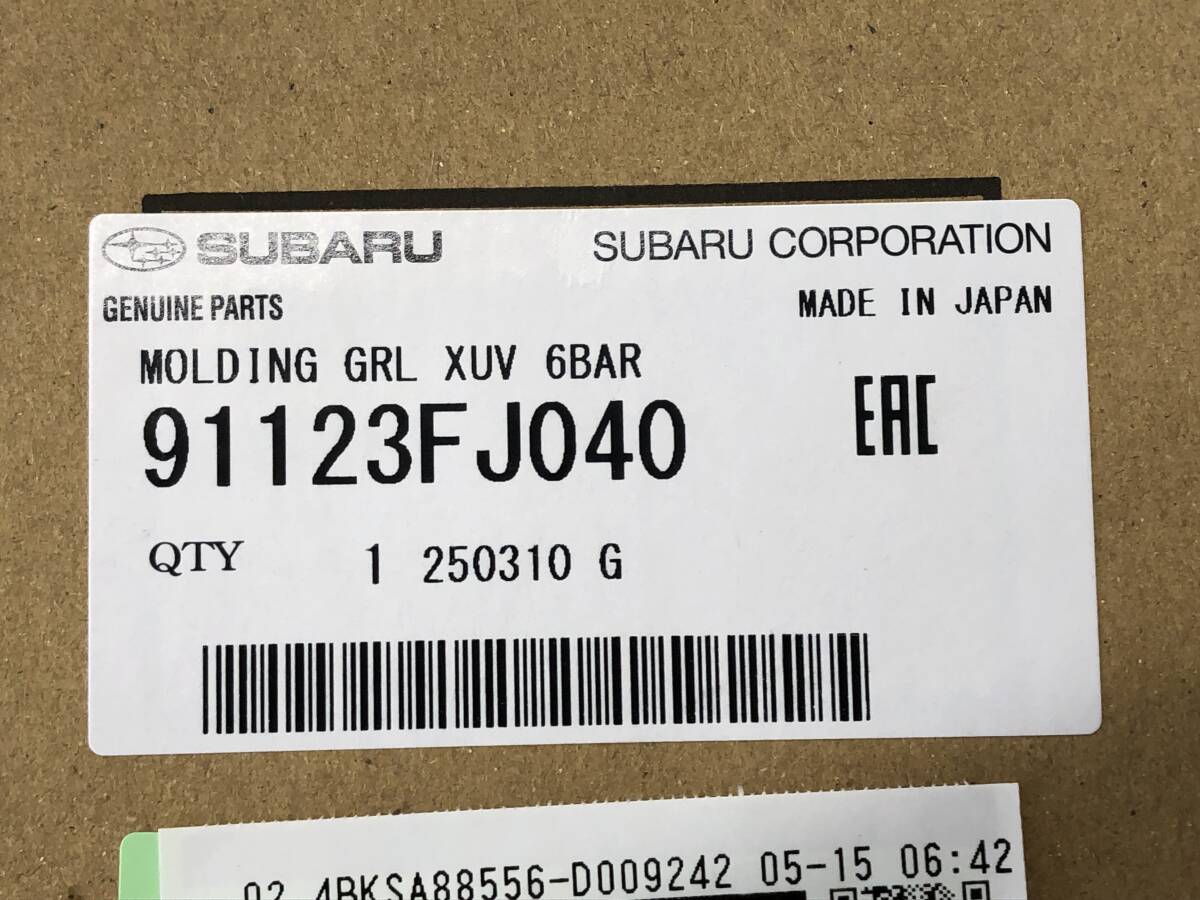 SUBARU SUBARU CORPORATION
GENUINE PARTS MADE IN JAPAN
MOLDING GRL XUV 6BAR
91123FJ040 EAC
QTY 1 250310 G
02 4BKSA88556-D009242 05-15 06:42